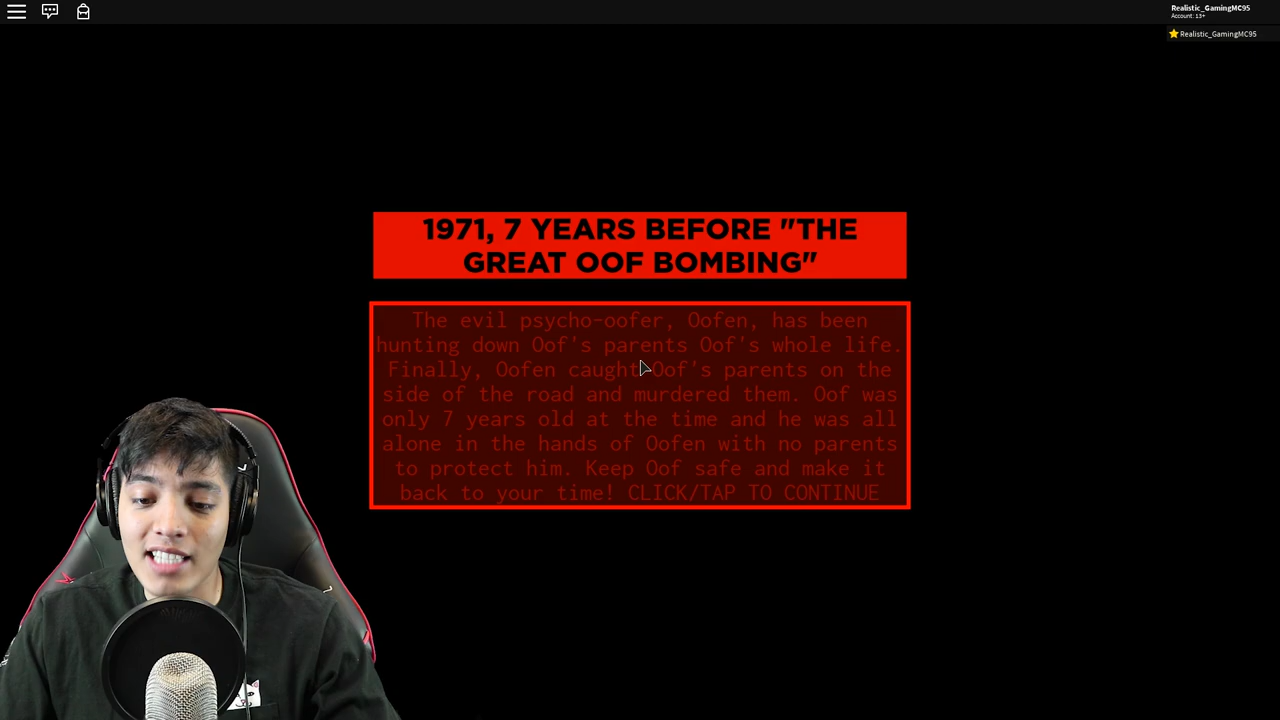 Realistic_GamingMC95
Account: 13+
Realistic_GamingMC95
1971, 7 YEARS BEFORE "THE
GREAT OOF BOMBING"
The evil psycho-oofer, Oofen, has been
hunting down Oof's parents Oof's whole life.
Finally, Oofen caught Oof's parents on the
side of the road and murdered them. Oof was
only 7 years old at the time and he was all
alone in the hands of Oofen with no parents
to protect him. Keep Oof safe and make it
back to your time! CLICK/TAP TO CONTINUE